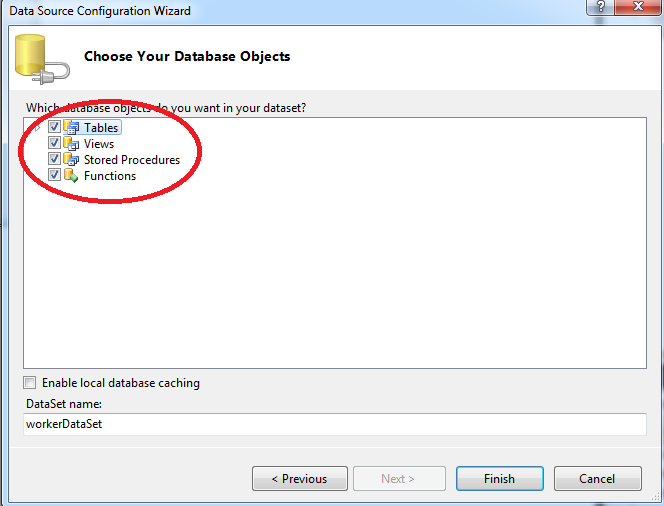 Data Source Configuration Wizard
?
Choose Your Database Objects
Which database objects do you want in your dataset?
Tables
Views
Stored Procedures
Functions
Enable local database caching
DataSet name:
workerDataSet
< Previous
Next >
Finish
Cancel